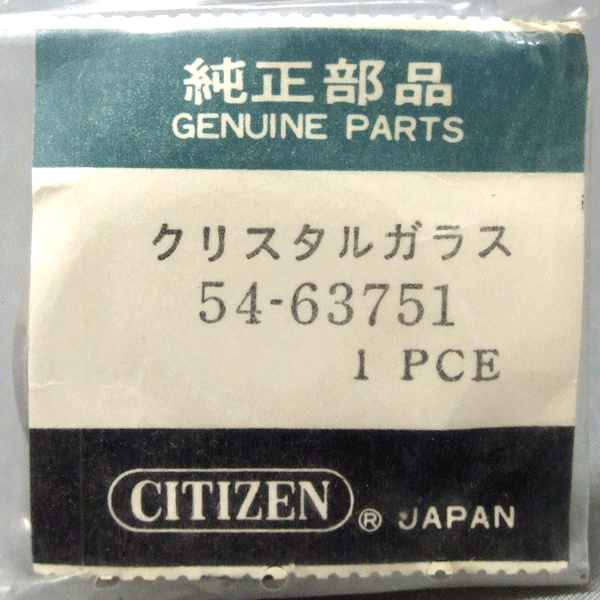 純正部品
GENUINE PARTS
クリスタルガラス
54-63751
1 PCE
CITIZEN ® JAPAN